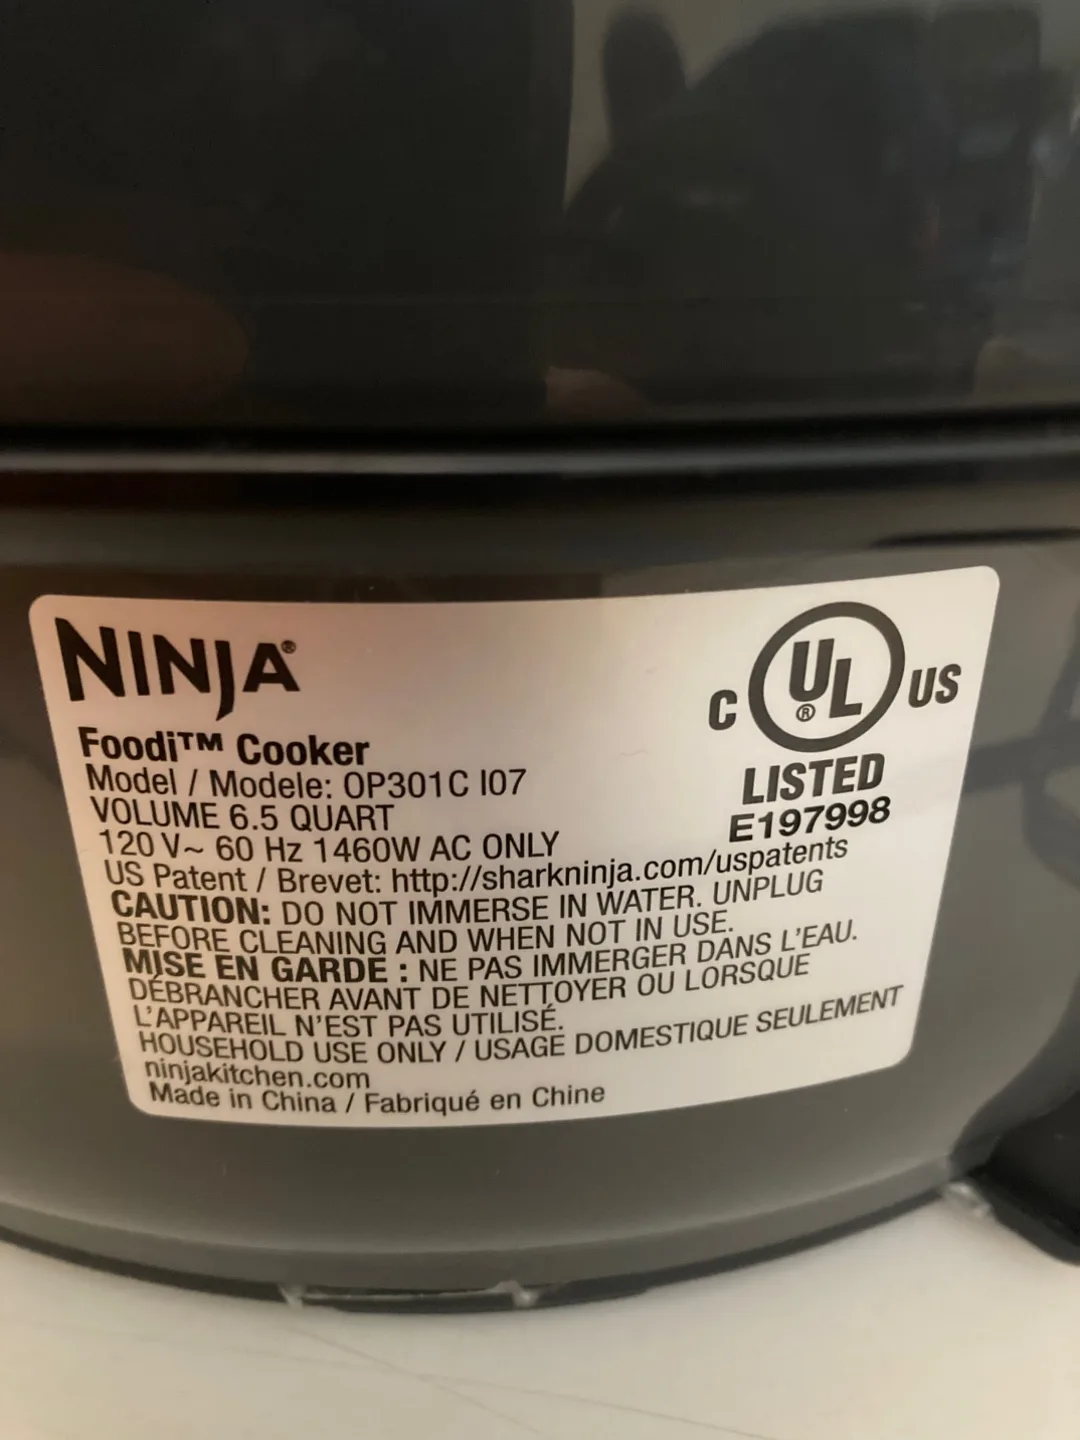 NINJA®
Foodi™ Cooker
Model / Modele: OP301C I07
VOLUME 6.5 QUART
120 V~ 60 Hz 1460W AC ONLY
US Patent / Brevet: http://sharkninja.com/uspatents
CAUTION: DO NOT IMMERSE IN WATER. UNPLUG
BEFORE CLEANING AND WHEN NOT IN USE.
MISE EN GARDE : NE PAS IMMERGER DANS L'EAU.
DÉBRANCHER AVANT DE NETTOYER OU LORSQUE
L'APPAREIL N'EST PAS UTILISÉ.
HOUSEHOLD USE ONLY / USAGE DOMESTIQUE SEULEMENT
ninjakitchen.com
Made in China / Fabriqué en Chine
C UL® US
LISTED
E197998